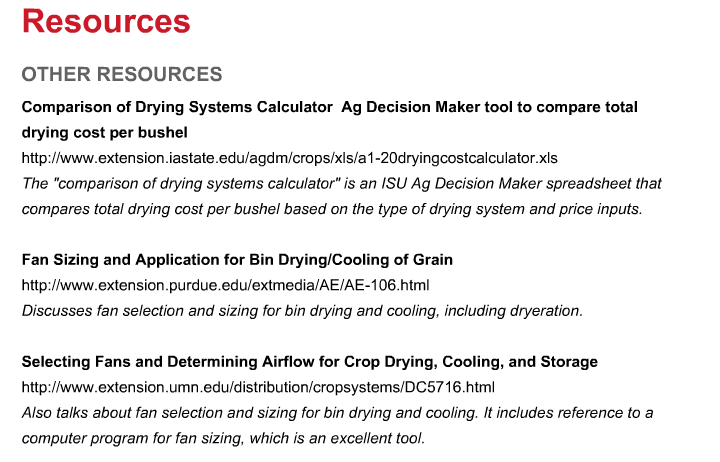 Resources
OTHER RESOURCES
Comparison of Drying Systems Calculator  Ag Decision Maker tool to compare total
drying cost per bushel
http://www.extension.iastate.edu/agdm/crops/xls/a1-20dryingcostcalculator.xls
The "comparison of drying systems calculator" is an ISU Ag Decision Maker spreadsheet that
compares total drying cost per bushel based on the type of drying system and price inputs.
Fan Sizing and Application for Bin Drying/Cooling of Grain
http://www.extension.purdue.edu/extmedia/AE/AE-106.html
Discusses fan selection and sizing for bin drying and cooling, including dryeration.
Selecting Fans and Determining Airflow for Crop Drying, Cooling, and Storage
http://www.extension.umn.edu/distribution/cropsystems/DC5716.html
Also talks about fan selection and sizing for bin drying and cooling. It includes reference to a
computer program for fan sizing, which is an excellent tool.